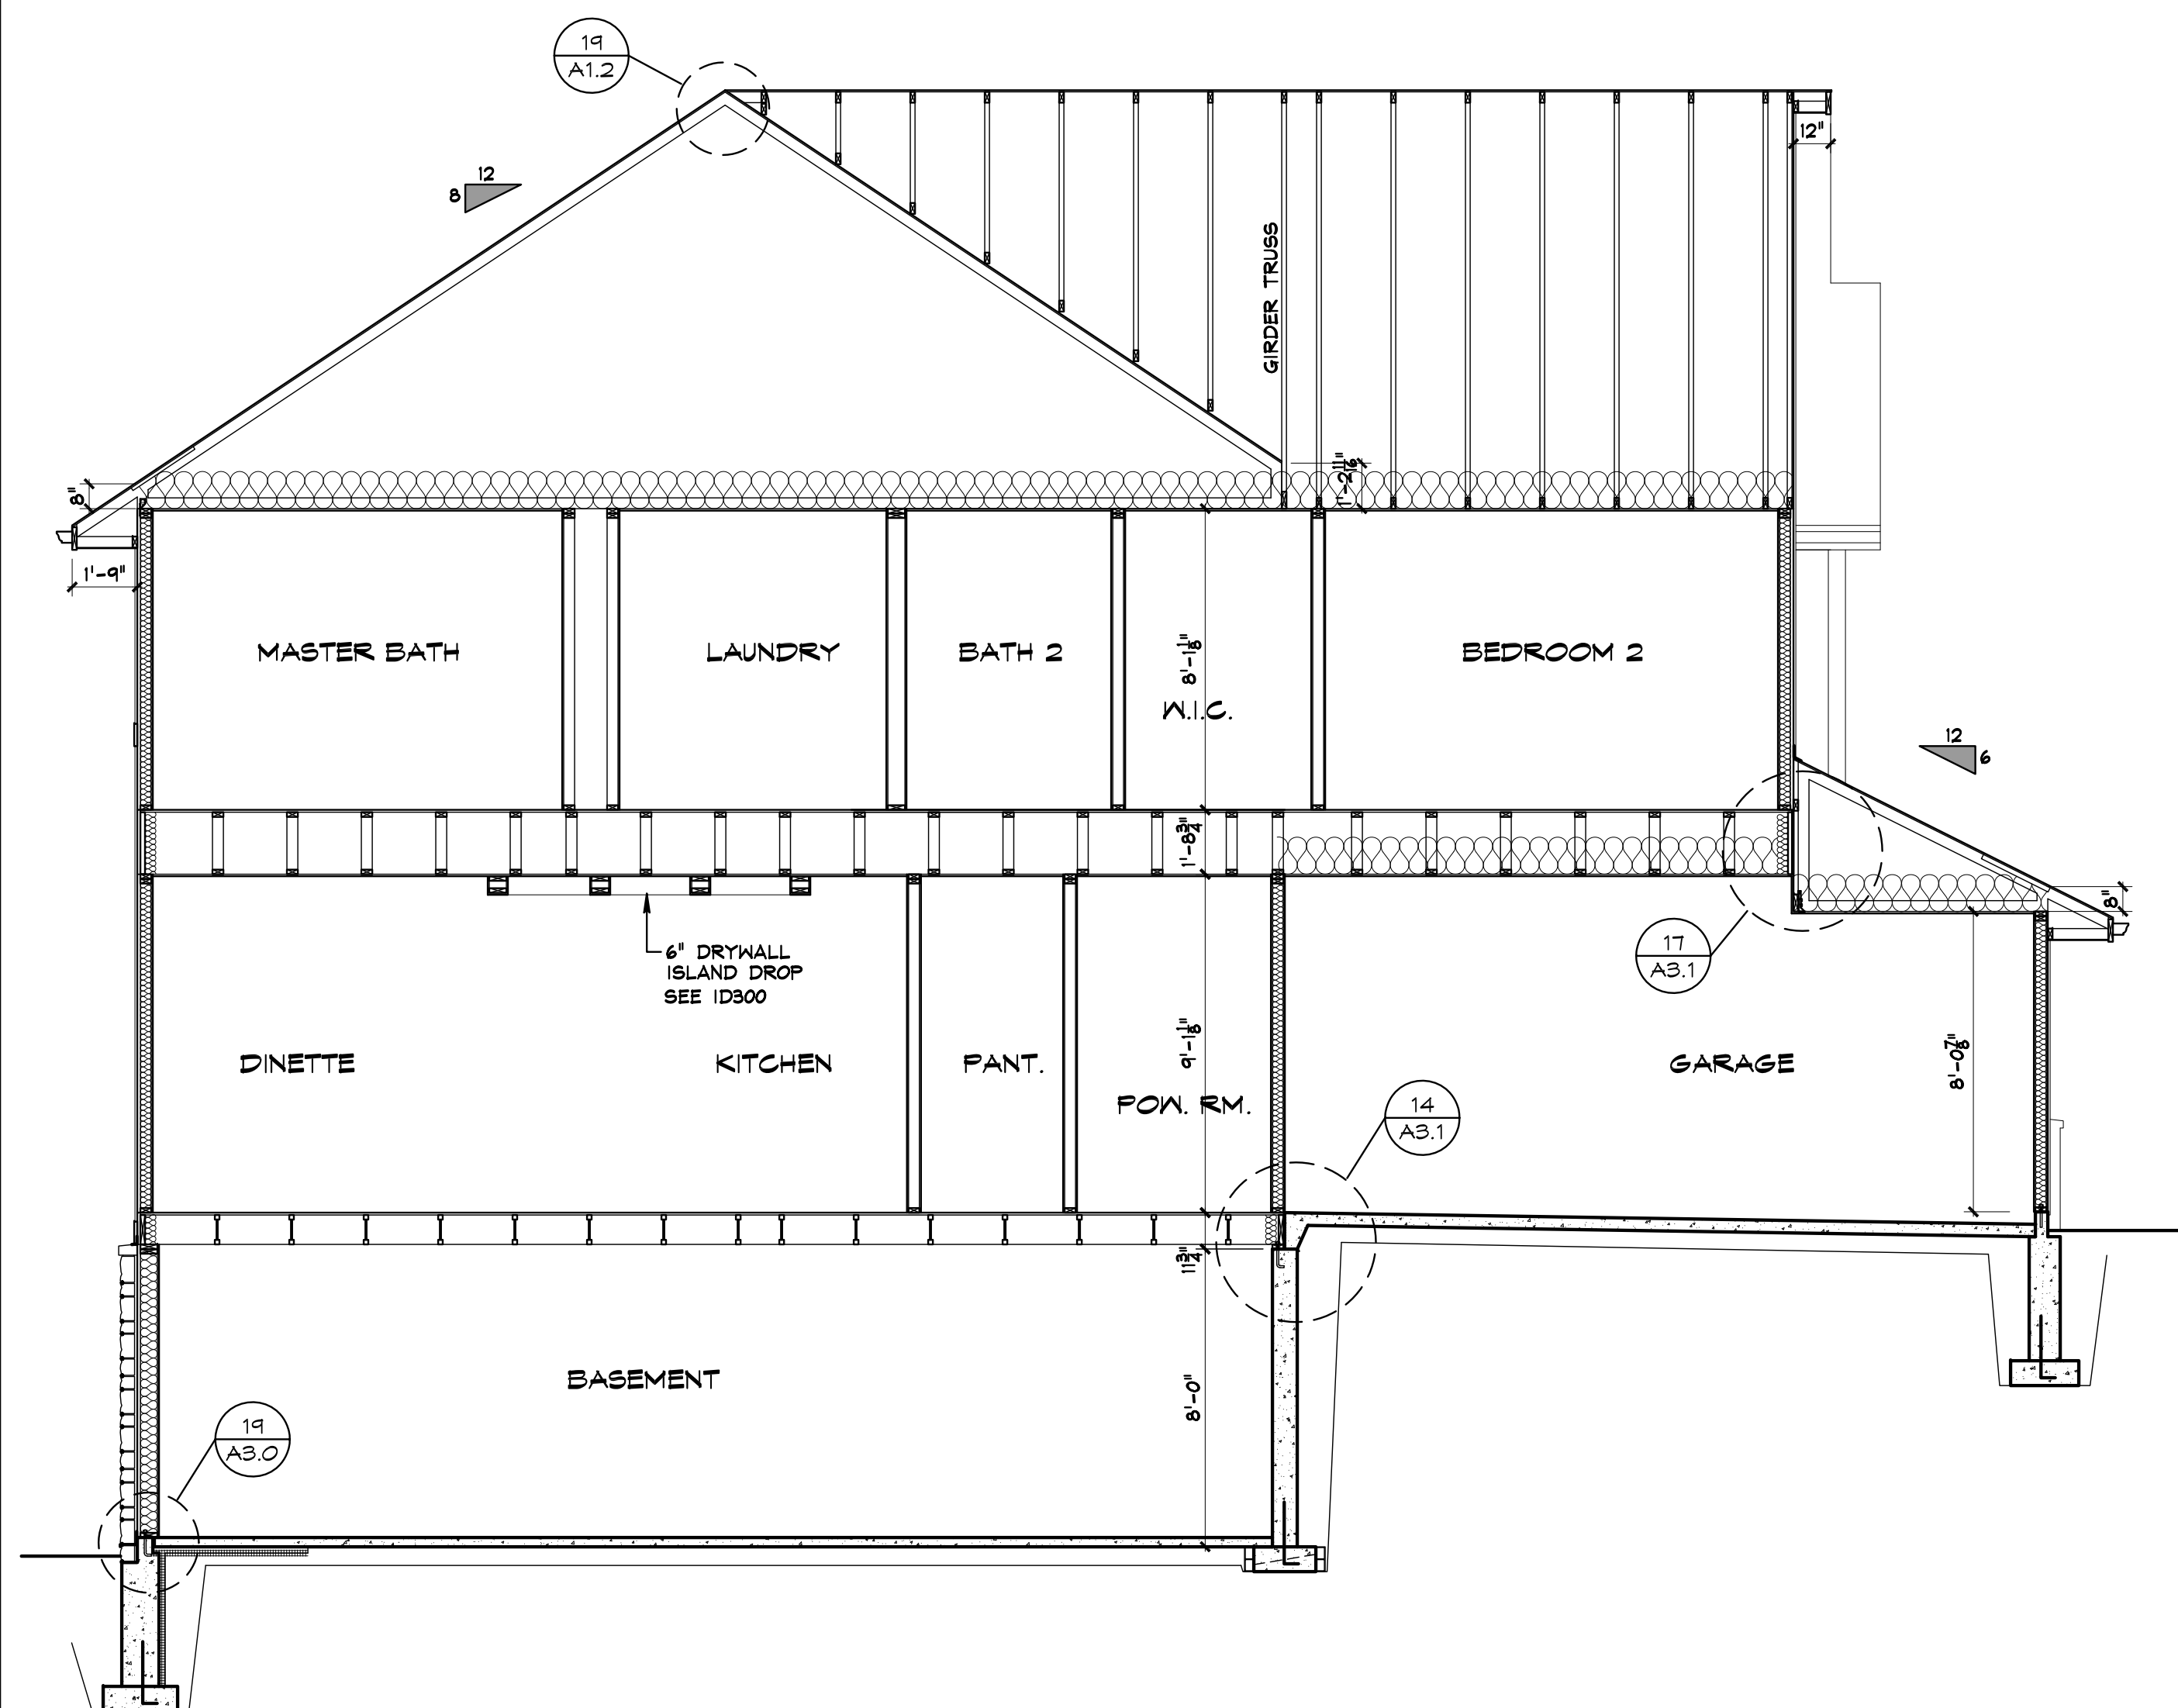 19
A1.2
12
8
12"
GIRDER TRUSS
8"
1'-2 11/16"
1'-9"
MASTER BATH
LAUNDRY
BATH 2
8'-1 1/8"
W.I.C.
BEDROOM 2
12
6
1'-8 3/4"
8"
6" DRYWALL
ISLAND DROP
SEE ID300
17
A3.1
DINETTE
KITCHEN
PANT.
9'-1 1/8"
POW. RM.
GARAGE
8'-0 7/8"
14
A3.1
11 3/4"
BASEMENT
8'-0"
19
A3.0